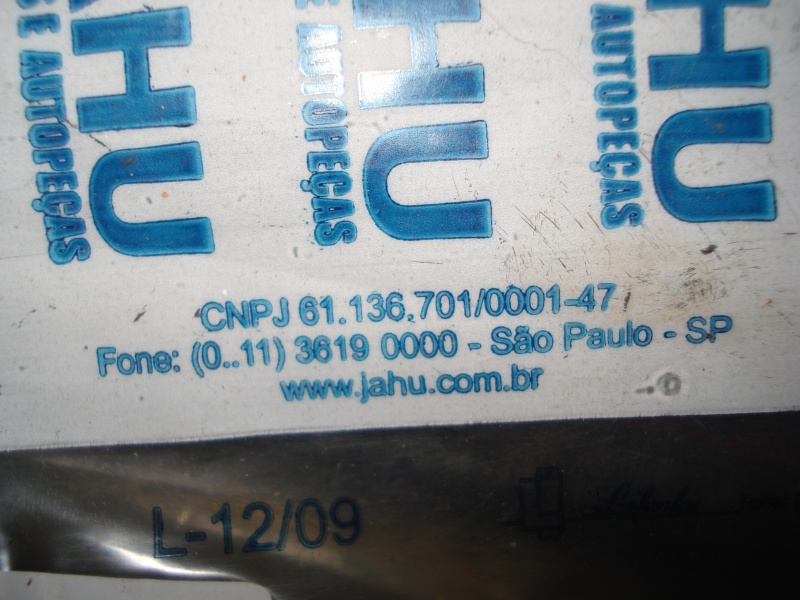 AHU HU HU
E AUTOPEÇAS E AUTOPEÇAS AUTOPEÇAS
CNPJ 61.136.701/0001-47
Fone: (0..11) 3619 0000 - São Paulo - SP
www.jahu.com.br
L-12/09